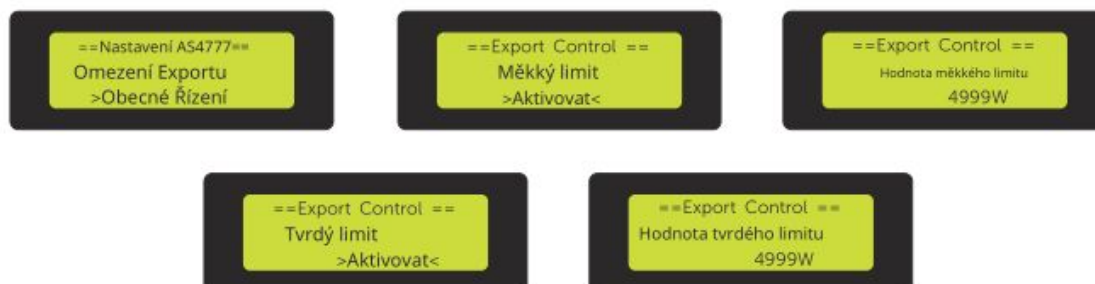 ==Nastavení AS4777==
Omezení Exportu
>Obecné Řízení
==Export Control ==
Měkký limit
>Aktivovat<
==Export Control ==
Hodnota měkkého limitu
4999W
==Export Control ==
Tvrdý limit
>Aktivovat<
==Export Control ==
Hodnota tvrdého limitu
4999W